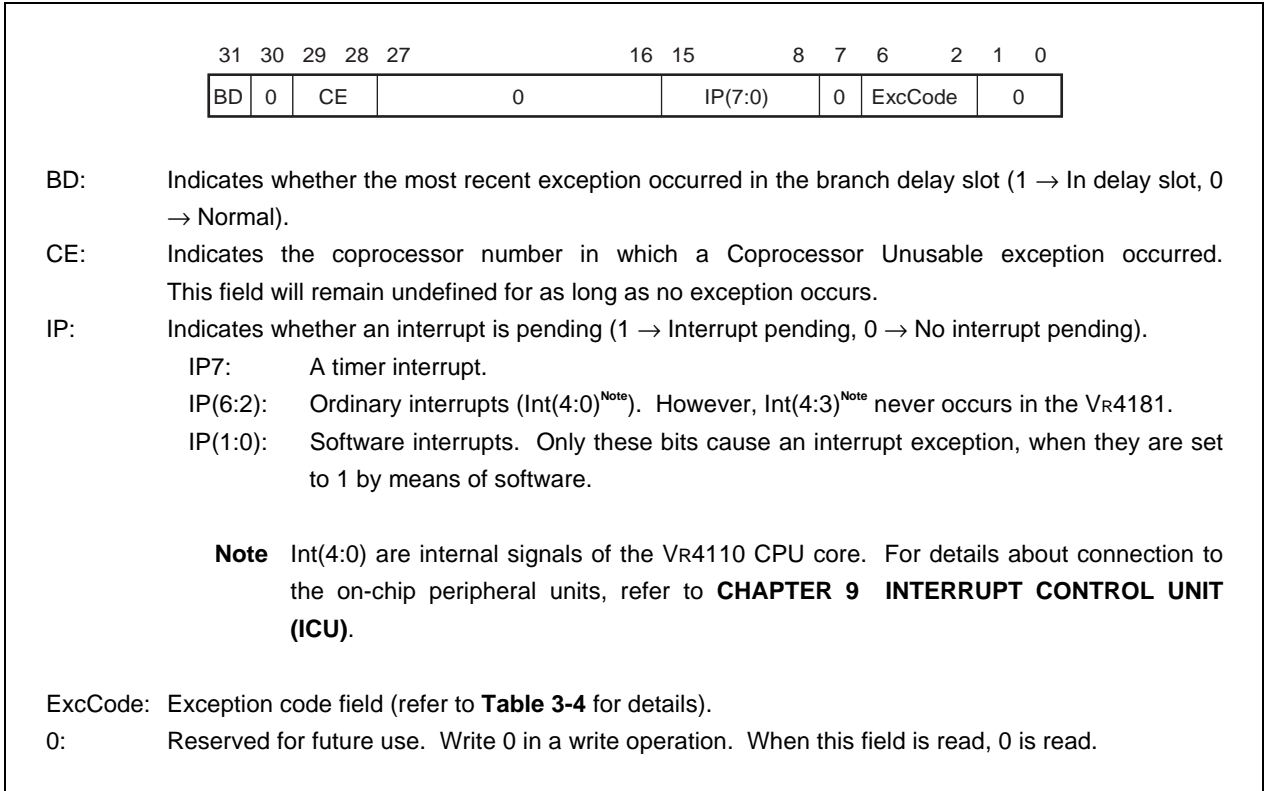 31 30 29 28 27 16 15 8 7 6 2 1 0
BD 0 CE 0 IP(7:0) 0 ExcCode 0
BD: Indicates whether the most recent exception occurred in the branch delay slot (1 → In delay slot, 0
→ Normal).
CE: Indicates the coprocessor number in which a Coprocessor Unusable exception occurred.
This field will remain undefined for as long as no exception occurs.
IP: Indicates whether an interrupt is pending (1 → Interrupt pending, 0 → No interrupt pending).
IP7: A timer interrupt.
IP(6:2): Ordinary interrupts (Int(4:0)Note). However, Int(4:3)Note never occurs in the VR4181.
IP(1:0): Software interrupts. Only these bits cause an interrupt exception, when they are set
to 1 by means of software.
Note Int(4:0) are internal signals of the VR4110 CPU core. For details about connection to
the on-chip peripheral units, refer to CHAPTER 9 INTERRUPT CONTROL UNIT
(ICU).
ExcCode: Exception code field (refer to Table 3-4 for details).
0: Reserved for future use. Write 0 in a write operation. When this field is read, 0 is read.